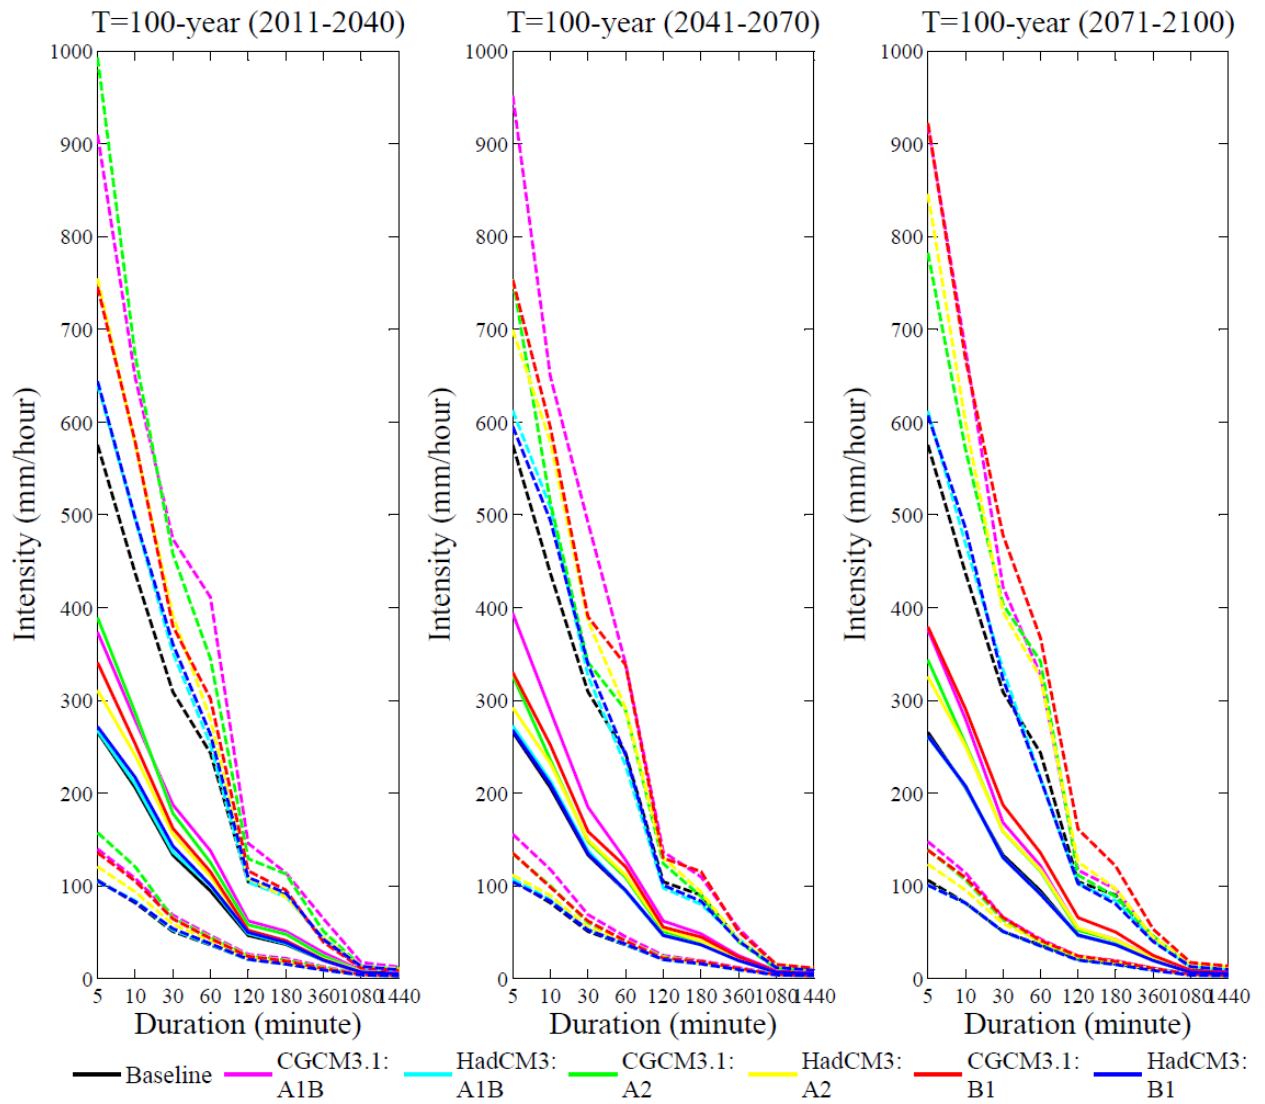 T=100-year (2011-2040)
T=100-year (2041-2070)
T=100-year (2071-2100)
1000
900
800
700
600
500
400
300
200
100
0
Intensity (mm/hour)
5 10 30 60 120 180 360 1080 1440
Duration (minute)
1000
900
800
700
600
500
400
300
200
100
0
Intensity (mm/hour)
5 10 30 60 120 180 360 1080 1440
Duration (minute)
1000
900
800
700
600
500
400
300
200
100
0
Intensity (mm/hour)
5 10 30 60 120 180 360 1080 1440
Duration (minute)
Baseline
CGCM3.1:
A1B
HadCM3:
A1B
CGCM3.1:
A2
HadCM3:
A2
CGCM3.1:
B1
HadCM3:
B1